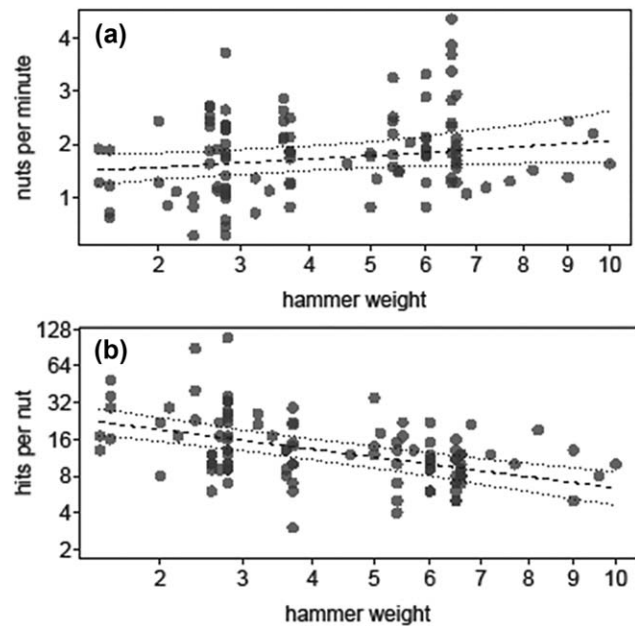 (a)
nuts per minute
4
3
2
1
2 3 4 5 6 7 8 9 10
hammer weight
(b)
hits per nut
128
64
32
16
8
4
2
2 3 4 5 6 7 8 9 10
hammer weight